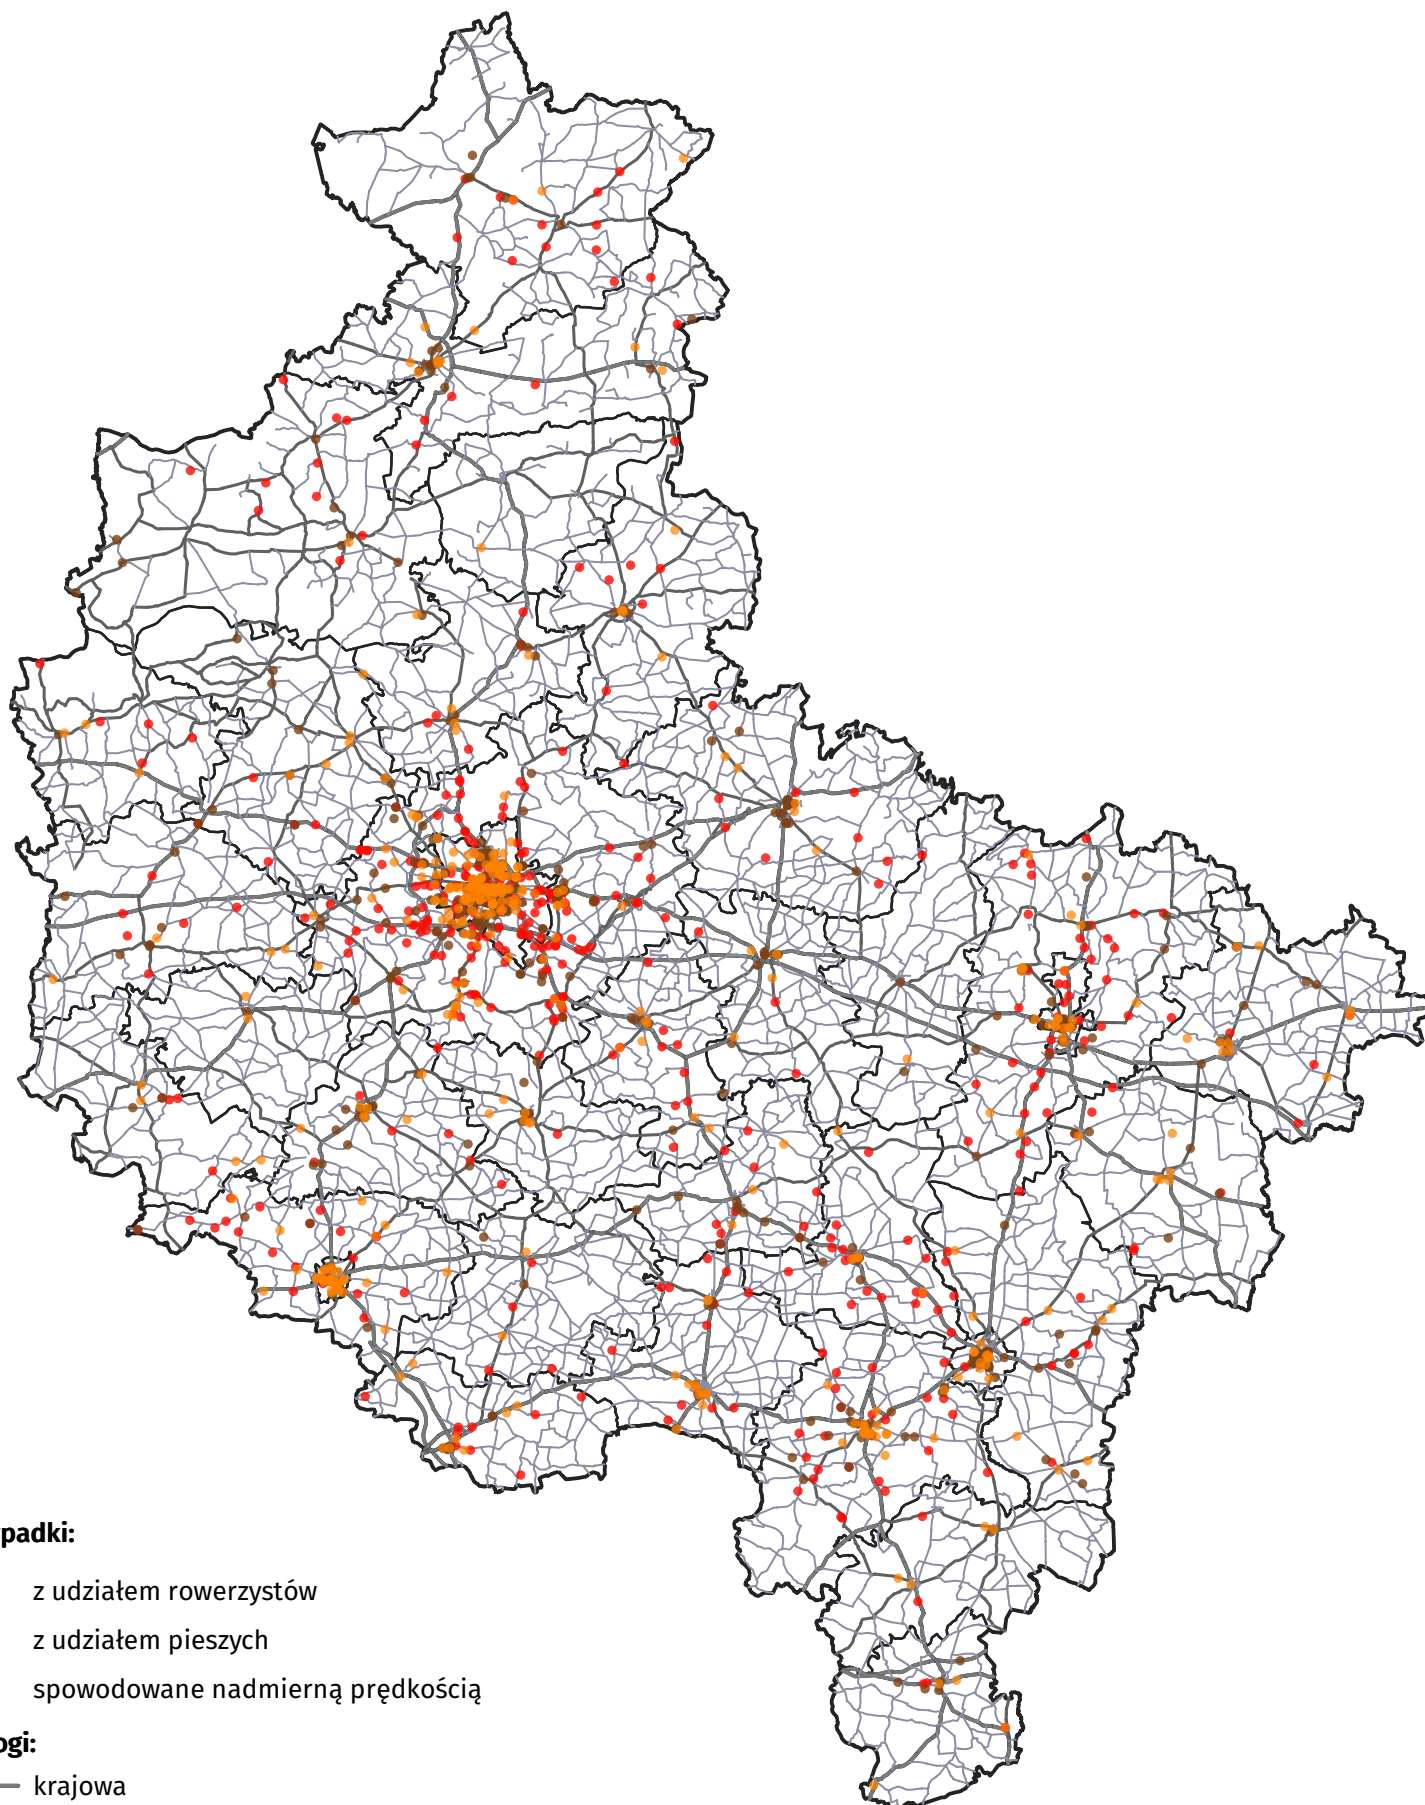 padki:
z udziałem rowerzystów
z udziałem pieszych
spowodowane nadmierną prędkością
ogi:
krajowa